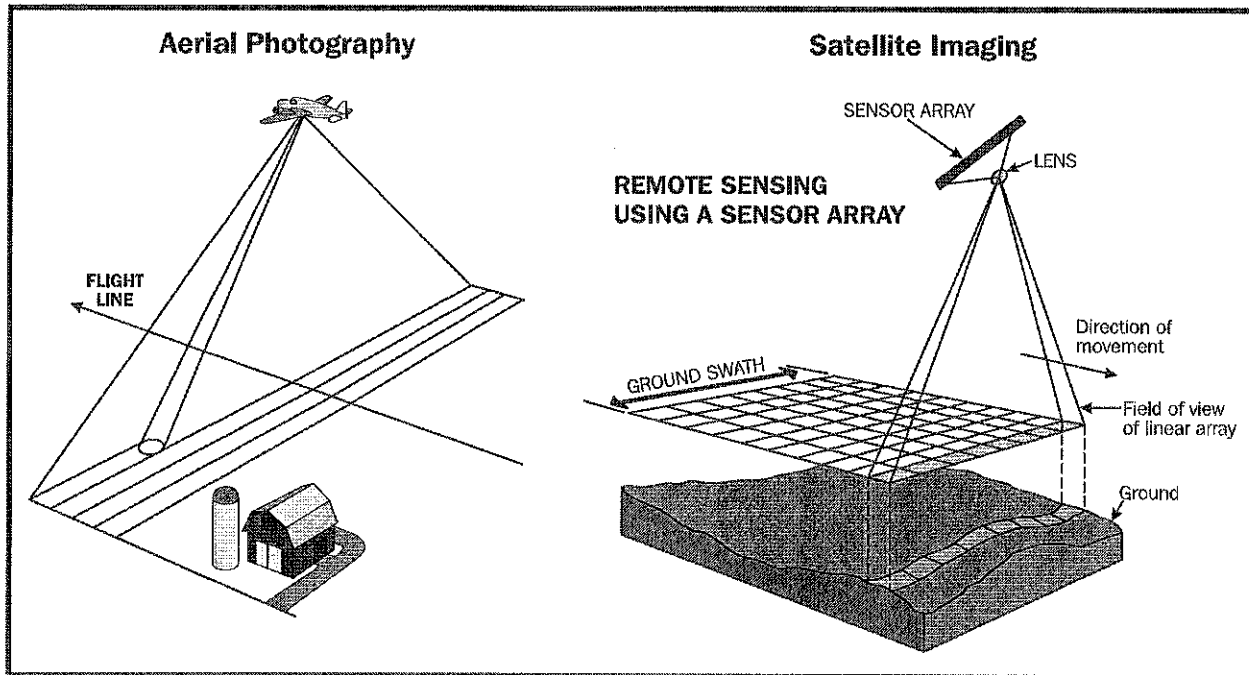 Aerial Photography
FLIGHT
LINE
Satellite Imaging
SENSOR ARRAY
LENS
REMOTE SENSING
USING A SENSOR ARRAY
GROUND SWATH
Direction of
movement
Field of view
of linear array
Ground